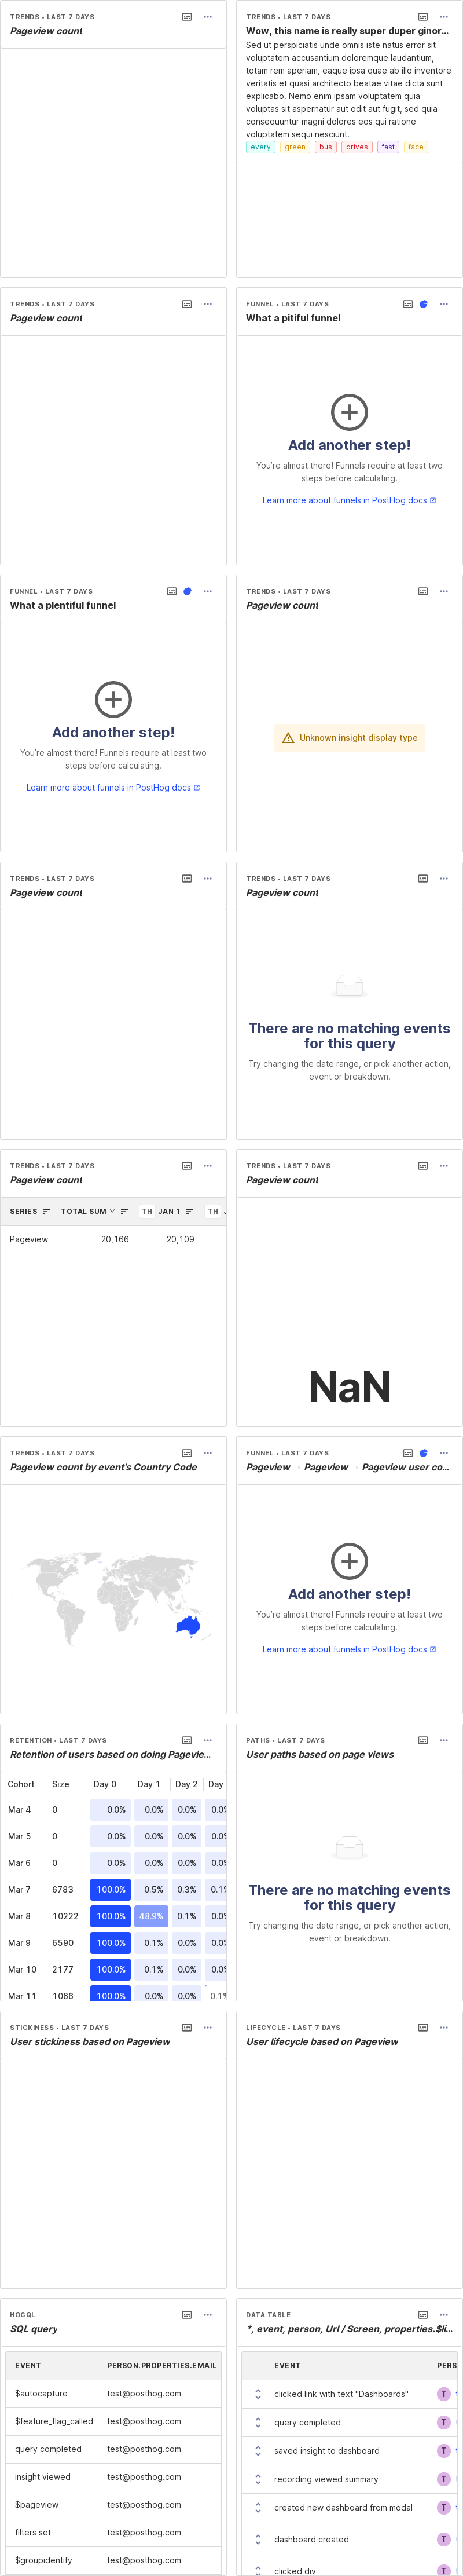 TRENDS • LAST 7 DAYS
Pageview count
TRENDS • LAST 7 DAYS
Wow, this name is really super duper ginor...
Sed ut perspiciatis unde omnis iste natus error sit
voluptatem accusantium doloremque laudantium,
totam rem aperiam, eaque ipsa quae ab illo inventore
veritatis et quasi architecto beatae vitae dicta sunt
explicabo. Nemo enim ipsam voluptatem quia
voluptas sit aspernatur aut odit aut fugit, sed quia
consequuntur magni dolores eos qui ratione
voluptatem sequi nesciunt.
every green bus drives fast face
TRENDS • LAST 7 DAYS
Pageview count
FUNNEL • LAST 7 DAYS
What a pitiful funnel
Add another step!
You're almost there! Funnels require at least two
steps before calculating.
Learn more about funnels in PostHog docs
FUNNEL • LAST 7 DAYS
What a plentiful funnel
Add another step!
You're almost there! Funnels require at least two
steps before calculating.
Learn more about funnels in PostHog docs
TRENDS • LAST 7 DAYS
Pageview count
Unknown insight display type
TRENDS • LAST 7 DAYS
Pageview count
TRENDS • LAST 7 DAYS
Pageview count
There are no matching events
for this query
Try changing the date range, or pick another action,
event or breakdown.
TRENDS • LAST 7 DAYS
Pageview count
SERIES TOTAL SUM TH JAN 1 TH
Pageview 20,166 20,109
TRENDS • LAST 7 DAYS
Pageview count
NaN
TRENDS • LAST 7 DAYS
Pageview count by event's Country Code
FUNNEL • LAST 7 DAYS
Pageview → Pageview → Pageview user co...
Add another step!
You're almost there! Funnels require at least two
steps before calculating.
Learn more about funnels in PostHog docs
RETENTION • LAST 7 DAYS
Retention of users based on doing Pagevie...
Cohort Size Day 0 Day 1 Day 2 Day
Mar 4 0 0.0% 0.0% 0.0% 0.0%
Mar 5 0 0.0% 0.0% 0.0% 0.0%
Mar 6 0 0.0% 0.0% 0.0% 0.0%
Mar 7 6783 100.0% 0.5% 0.3% 0.1%
Mar 8 10222 100.0% 48.9% 0.1% 0.0%
Mar 9 6590 100.0% 0.1% 0.0% 0.0%
Mar 10 2177 100.0% 0.1% 0.0% 0.0%
Mar 11 1066 100.0% 0.0% 0.0% 0.1%
PATHS • LAST 7 DAYS
User paths based on page views
There are no matching events
for this query
Try changing the date range, or pick another action,
event or breakdown.
STICKINESS • LAST 7 DAYS
User stickiness based on Pageview
LIFECYCLE • LAST 7 DAYS
User lifecycle based on Pageview
HOGQL
SQL query
EVENT PERSON.PROPERTIES.EMAIL
$autocapture test@posthog.com
$feature_flag_called test@posthog.com
query completed test@posthog.com
insight viewed test@posthog.com
$pageview test@posthog.com
filters set test@posthog.com
$groupidentify test@posthog.com
DATA TABLE
*, event, person, Url / Screen, properties.$li...
EVENT PERS
clicked link with text "Dashboards" T
query completed T
saved insight to dashboard T
recording viewed summary T
created new dashboard from modal T
dashboard created T
clicked div T